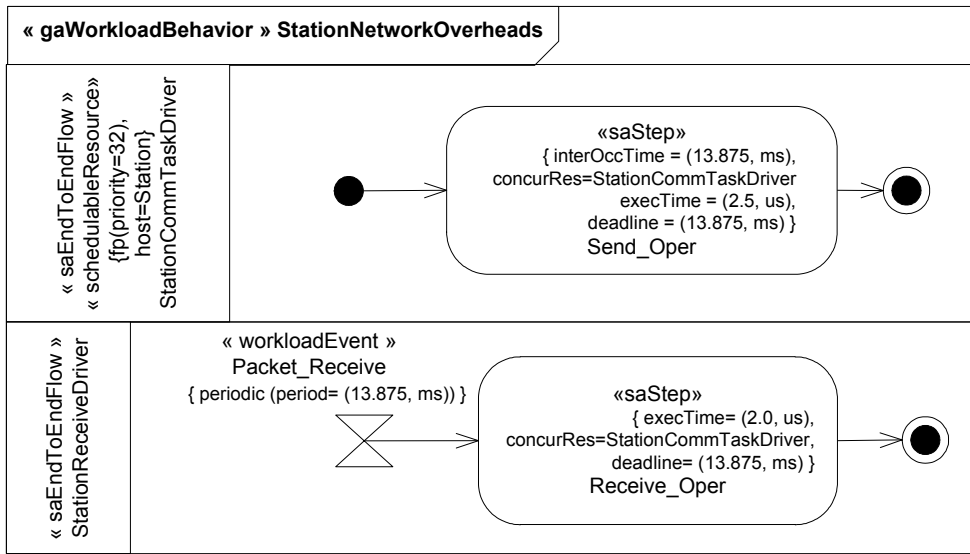 « gaWorkloadBehavior » StationNetworkOverheads
« saEndToEndFlow »
« schedulableResource»
{fp(priority=32),
host=Station}
StationCommTaskDriver
«saStep»
{ interOccTime = (13.875, ms),
concurRes=StationCommTaskDriver
execTime = (2.5, us),
deadline = (13.875, ms) }
Send_Oper
« saEndToEndFlow »
StationReceiveDriver
« workloadEvent »
Packet_Receive
{ periodic (period= (13.875, ms)) }
«saStep»
{ execTime= (2.0, us),
concurRes=StationCommTaskDriver,
deadline= (13.875, ms) }
Receive_Oper